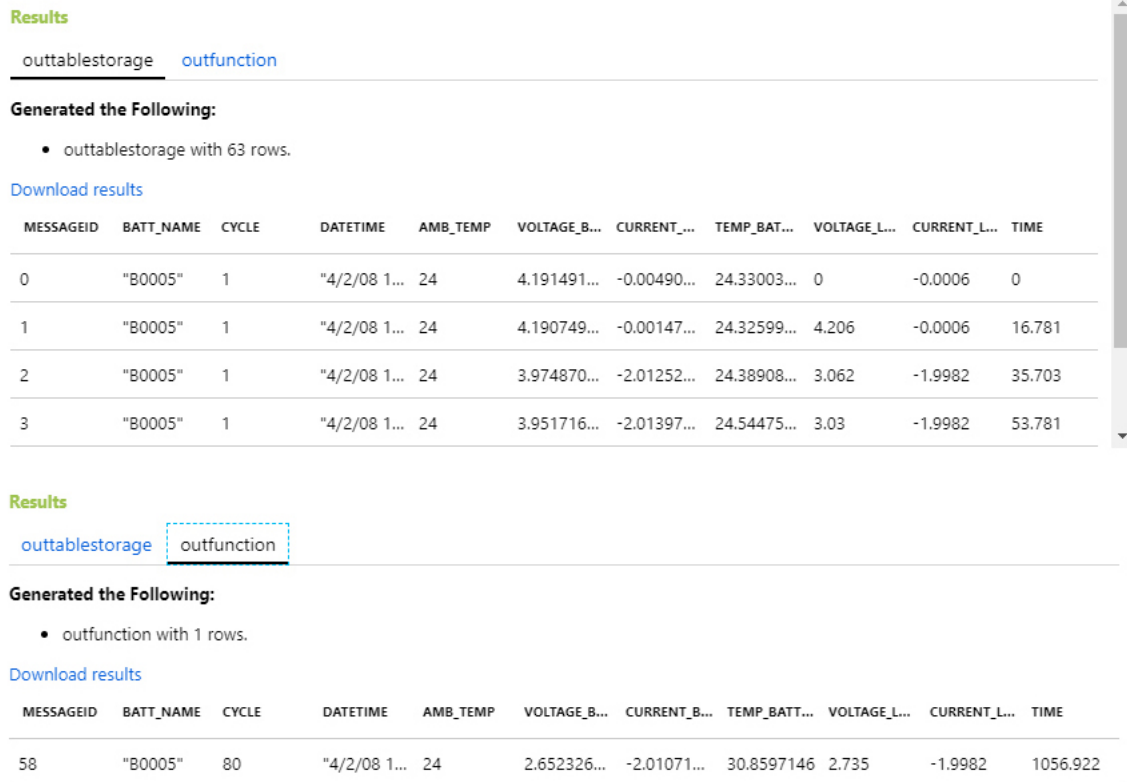 Results
outtablestorage outfunction
Generated the Following:
• outtablestorage with 63 rows.
Download results
MESSAGEID BATT_NAME CYCLE DATETIME AMB_TEMP VOLTAGE_B... CURRENT_... TEMP_BAT... VOLTAGE_L... CURRENT_L... TIME
0 "B0005" 1 "4/2/08 1... 24 4.191491... -0.00490... 24.33003... 0 -0.0006 0
1 "B0005" 1 "4/2/08 1... 24 4.190749... -0.00147... 24.32599... 4.206 -0.0006 16.781
2 "B0005" 1 "4/2/08 1... 24 3.974870... -2.01252... 24.38908... 3.062 -1.9982 35.703
3 "B0005" 1 "4/2/08 1... 24 3.951716... -2.01397... 24.54475... 3.03 -1.9982 53.781
Results
outtablestorage outfunction
Generated the Following:
• outfunction with 1 rows.
Download results
MESSAGEID BATT_NAME CYCLE DATETIME AMB_TEMP VOLTAGE_B... CURRENT_B... TEMP_BATT... VOLTAGE_L... CURRENT_L... TIME
58 "B0005" 80 "4/2/08 1... 24 2.652326... -2.01071... 30.8597146 2.735 -1.9982 1056.922